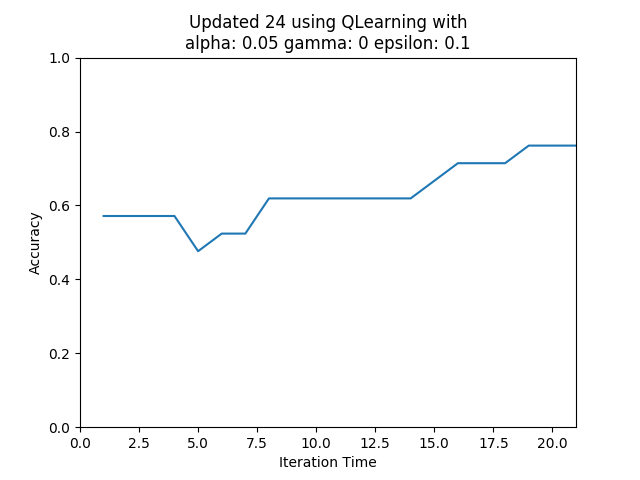 Updated 24 using QLearning with
alpha: 0.05 gamma: 0 epsilon: 0.1
1.0
0.8
0.6
0.4
0.2
0.0
Accuracy
0.0 2.5 5.0 7.5 10.0 12.5 15.0 17.5 20.0
Iteration Time